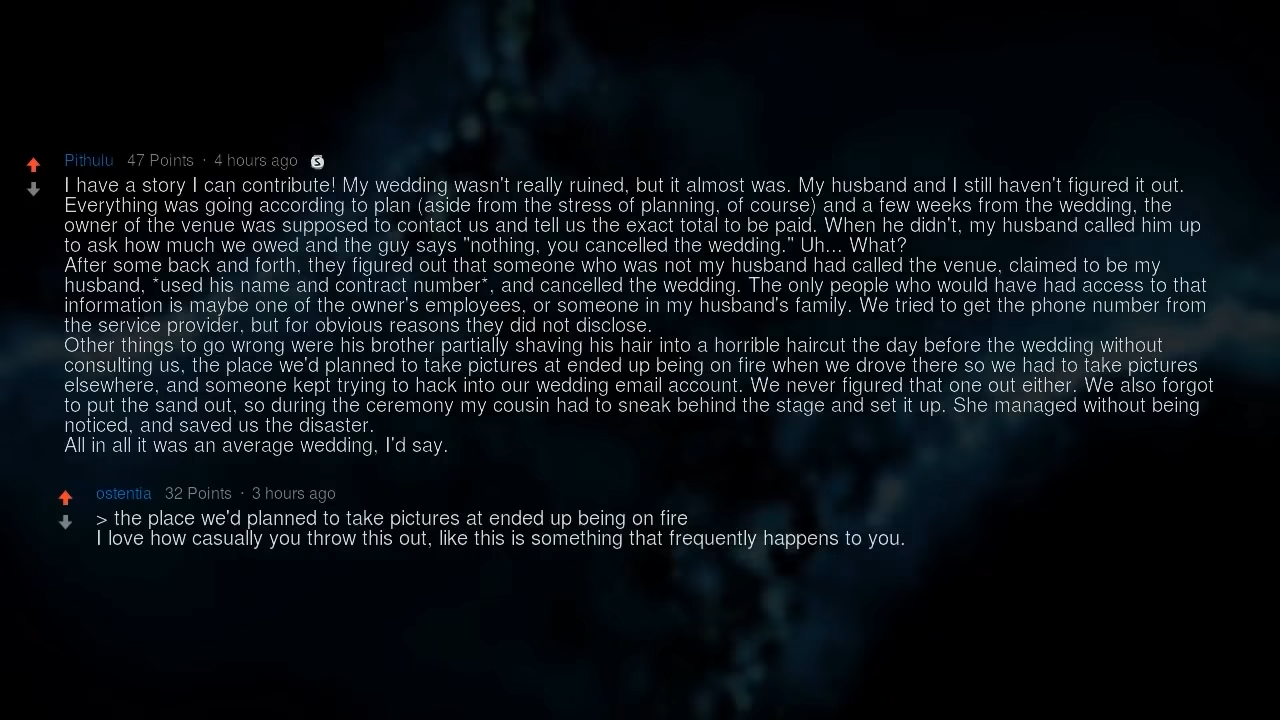 Pithulu 47 Points · 4 hours ago S
I have a story I can contribute! My wedding wasn't really ruined, but it almost was. My husband and I still haven't figured it out.
Everything was going according to plan (aside from the stress of planning, of course) and a few weeks from the wedding, the
owner of the venue was supposed to contact us and tell us the exact total to be paid. When he didn't, my husband called him up
to ask how much we owed and the guy says "nothing, you cancelled the wedding." Uh... What?
After some back and forth, they figured out that someone who was not my husband had called the venue, claimed to be my
husband, *used his name and contract number*, and cancelled the wedding. The only people who would have had access to that
information is maybe one of the owner's employees, or someone in my husband's family. We tried to get the phone number from
the service provider, but for obvious reasons they did not disclose.
Other things to go wrong were his brother partially shaving his hair into a horrible haircut the day before the wedding without
consulting us, the place we'd planned to take pictures at ended up being on fire when we drove there so we had to take pictures
elsewhere, and someone kept trying to hack into our wedding email account. We never figured that one out either. We also forgot
to put the sand out, so during the ceremony my cousin had to sneak behind the stage and set it up. She managed without being
noticed, and saved us the disaster.
All in all it was an average wedding, I'd say.
ostentia 32 Points · 3 hours ago
> the place we'd planned to take pictures at ended up being on fire
I love how casually you throw this out, like this is something that frequently happens to you.